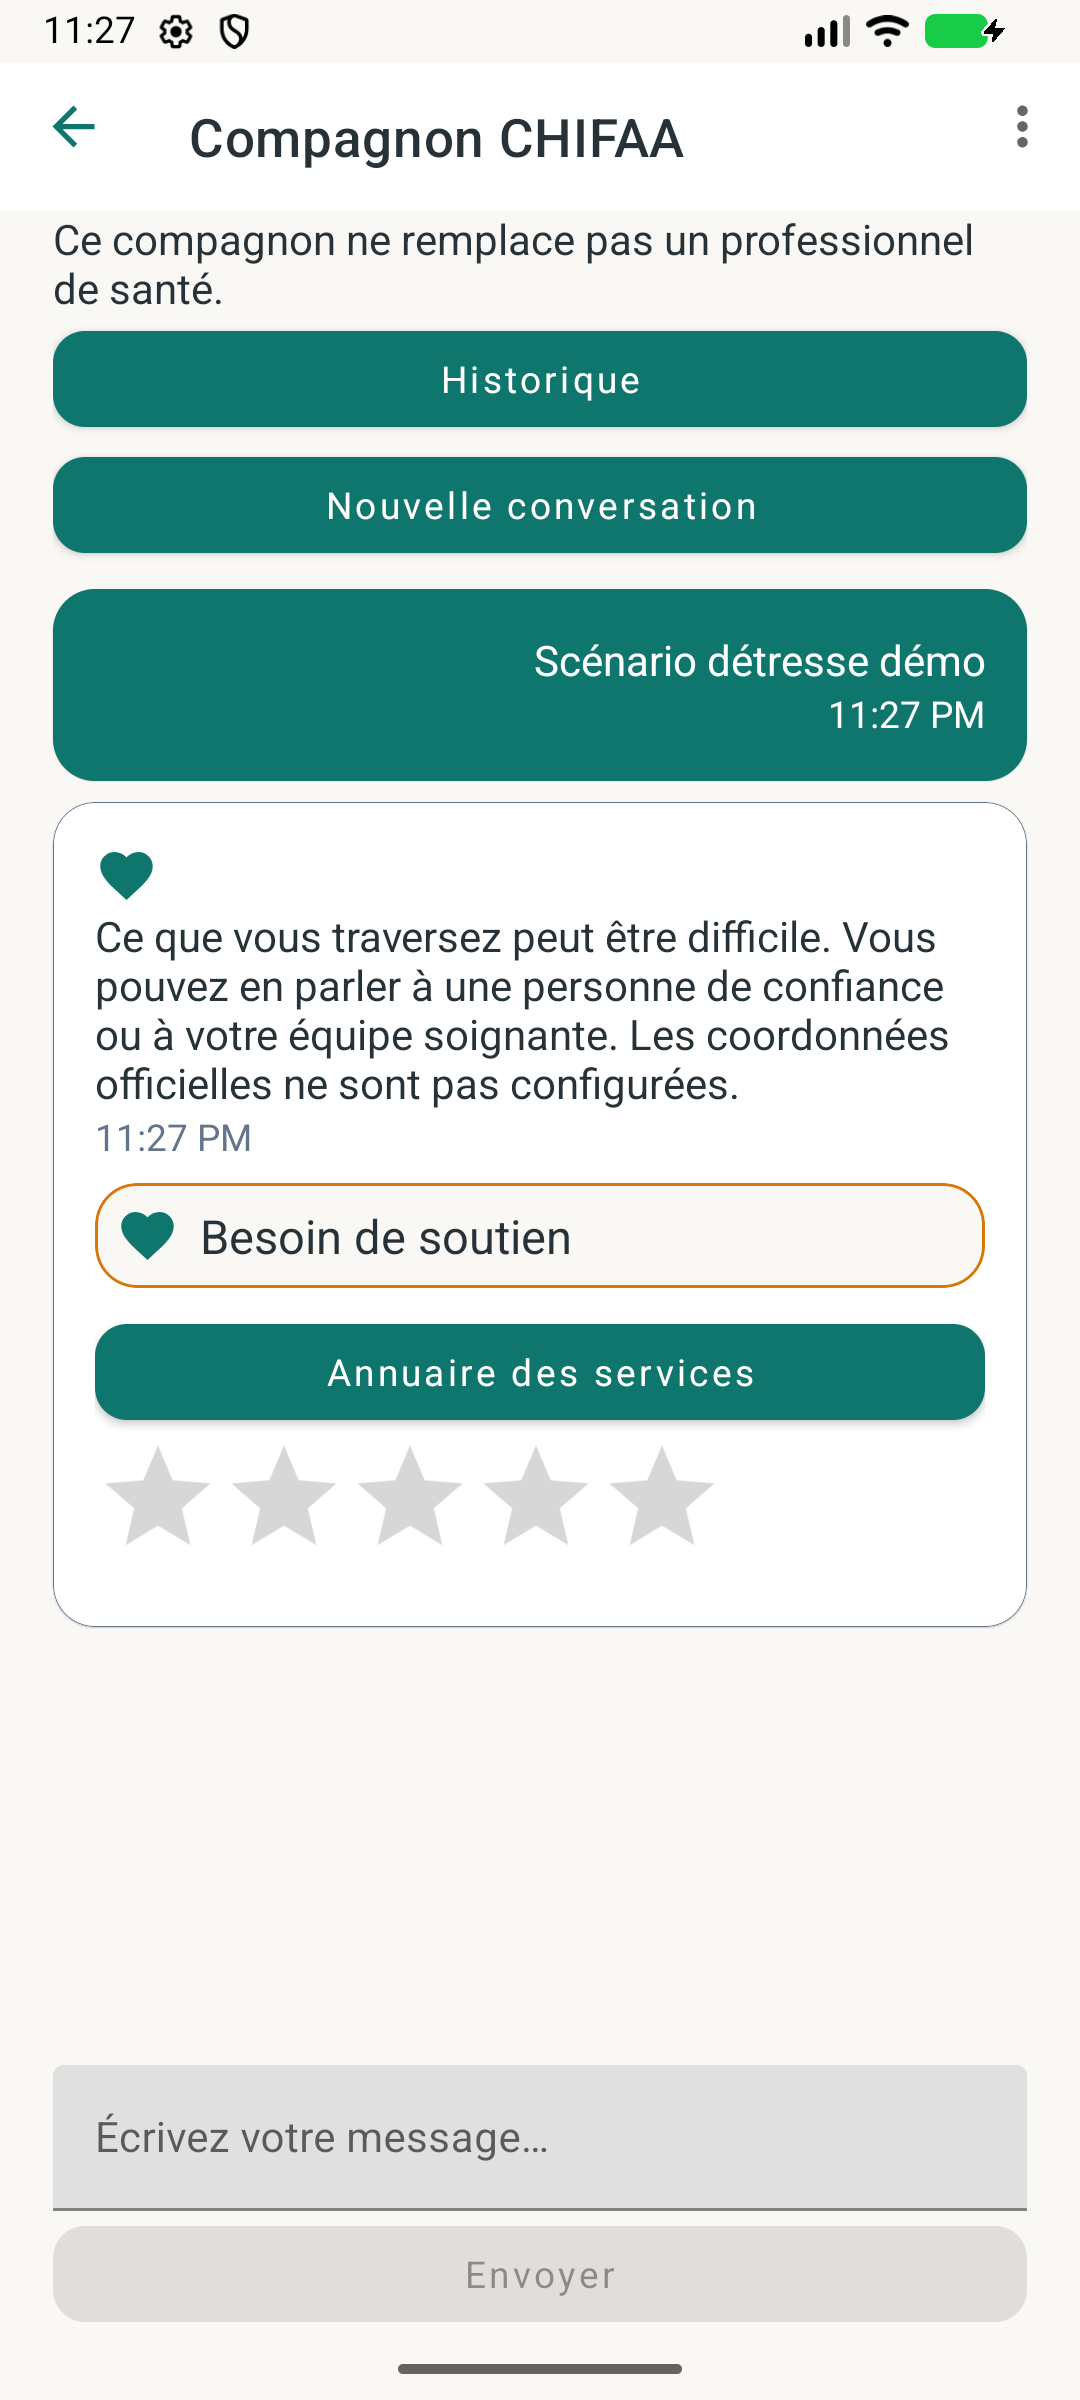 11:27
Compagnon CHIFAA
Ce compagnon ne remplace pas un professionnel
de santé.
Historique
Nouvelle conversation
Scénario détresse démo
11:27 PM
Ce que vous traversez peut être difficile. Vous
pouvez en parler à une personne de confiance
ou à votre équipe soignante. Les coordonnées
officielles ne sont pas configurées.
11:27 PM
Besoin de soutien
Annuaire des services
Écrivez votre message…
Envoyer